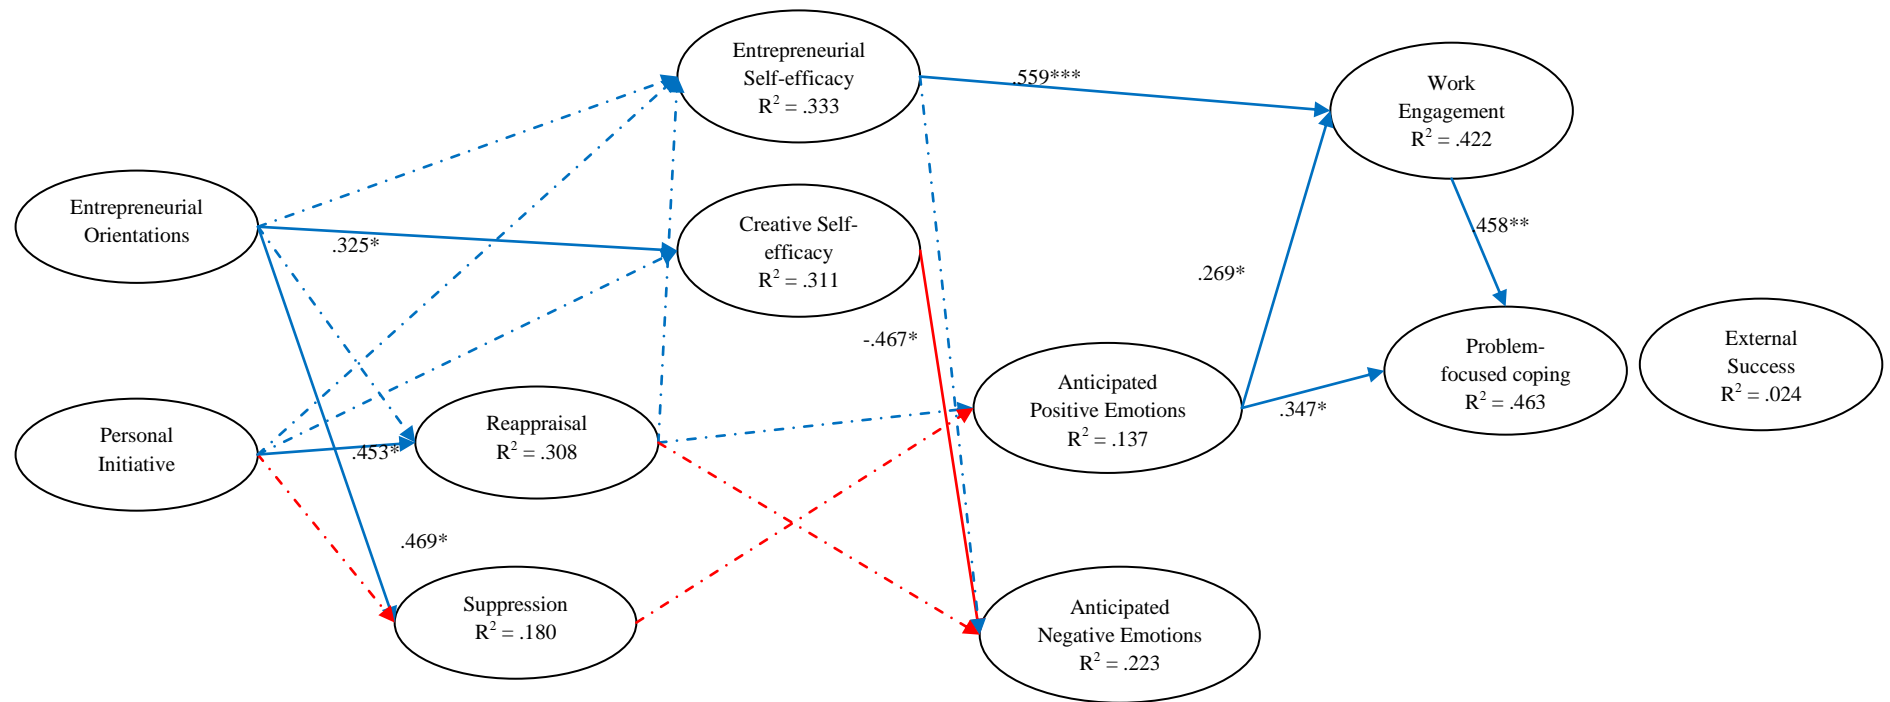 Entrepreneurial
Self-efficacy
R² = .333
.559***
Work
Engagement
R² = .422
Entrepreneurial
Orientations
.325*
Creative Self-
efficacy
R² = .311
.458**
.269*
-.467*
Problem-
focused coping
R² = .463
External
Success
R² = .024
Anticipated
Positive Emotions
R² = .137
.347*
Personal
Initiative
.453*
Reappraisal
R² = .308
.469*
Suppression
R² = .180
Anticipated
Negative Emotions
R² = .223